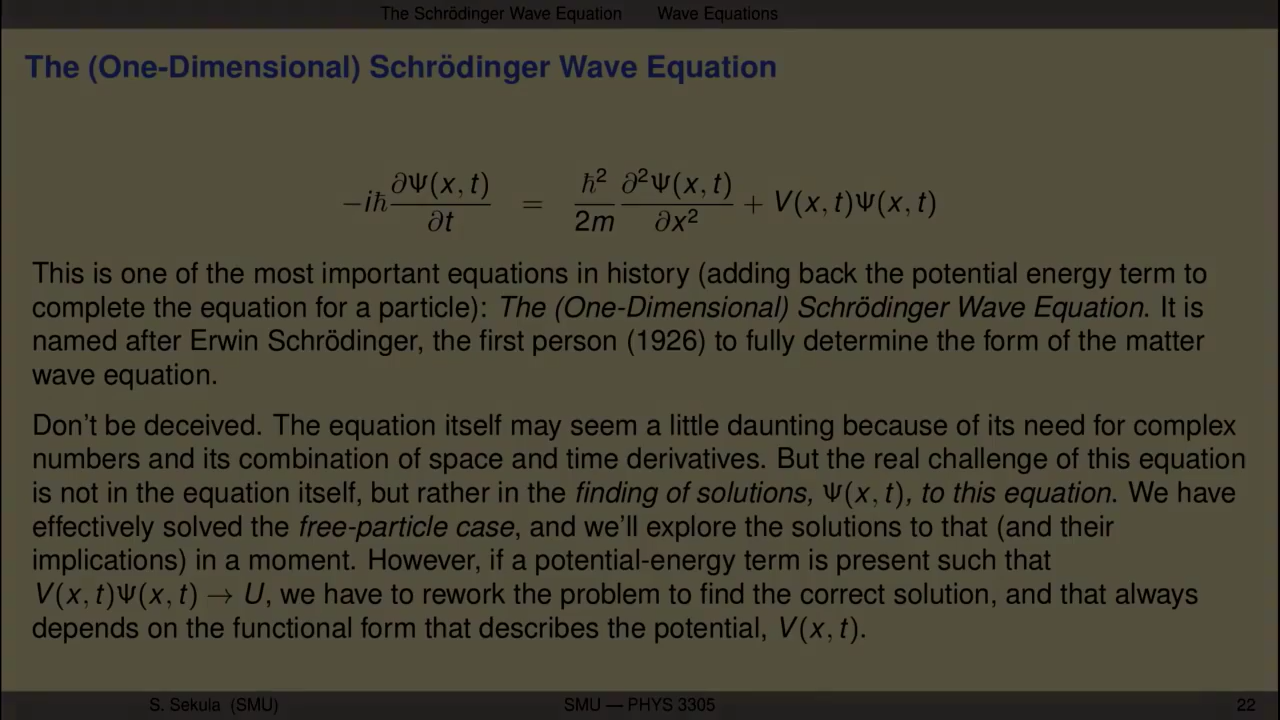 The Schrödinger Wave Equation Wave Equations
The (One-Dimensional) Schrödinger Wave Equation
−iħ ∂Ψ(x, t)/∂t = ħ²/2m ∂²Ψ(x, t)/∂x² + V(x, t)Ψ(x, t)
This is one of the most important equations in history (adding back the potential energy term to
complete the equation for a particle): The (One-Dimensional) Schrödinger Wave Equation. It is
named after Erwin Schrödinger, the first person (1926) to fully determine the form of the matter
wave equation.
Don't be deceived. The equation itself may seem a little daunting because of its need for complex
numbers and its combination of space and time derivatives. But the real challenge of this equation
is not in the equation itself, but rather in the finding of solutions, Ψ(x, t), to this equation. We have
effectively solved the free-particle case, and we'll explore the solutions to that (and their
implications) in a moment. However, if a potential-energy term is present such that
V(x, t)Ψ(x, t) → U, we have to rework the problem to find the correct solution, and that always
depends on the functional form that describes the potential, V(x, t).
S. Sekula (SMU) SMU — PHYS 3305 22